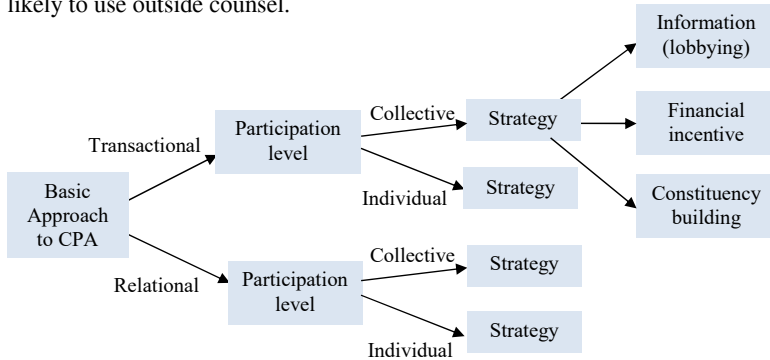 likely to use outside counsel.
Information
(lobbying)
Collective
Strategy
Financial
incentive
Participation
level
Transactional
Individual
Strategy
Constituency
building
Basic
Approach
to CPA
Relational
Participation
level
Collective
Strategy
Individual
Strategy